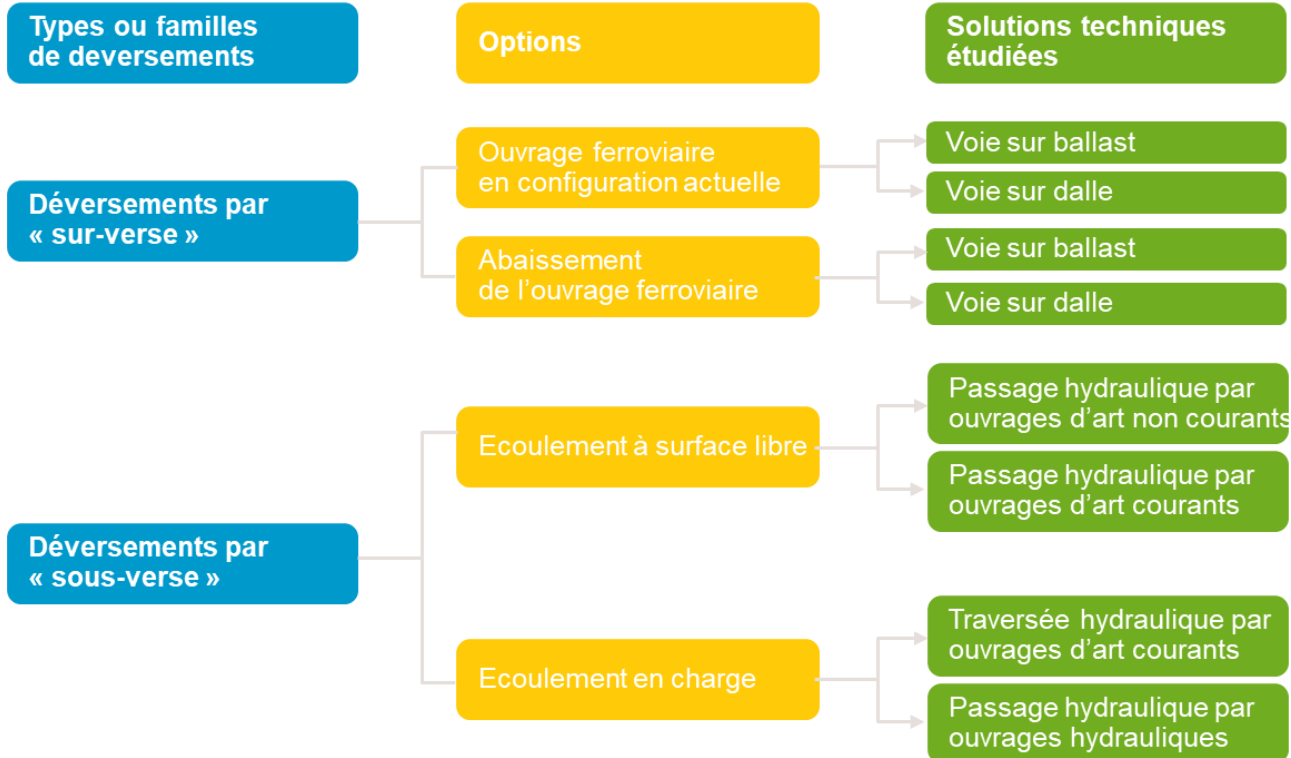 Types ou familles
de deversements
Options
Solutions techniques
étudiées
Déversements par
« sur-verse »
Ouvrage ferroviaire
en configuration actuelle
Voie sur ballast
Voie sur dalle
Abaissement
de l’ouvrage ferroviaire
Voie sur ballast
Voie sur dalle
Déversements par
« sous-verse »
Ecoulement à surface libre
Passage hydraulique par
ouvrages d’art non courants
Passage hydraulique par
ouvrages d’art courants
Ecoulement en charge
Traversée hydraulique par
ouvrages d’art courants
Passage hydraulique par
ouvrages hydrauliques